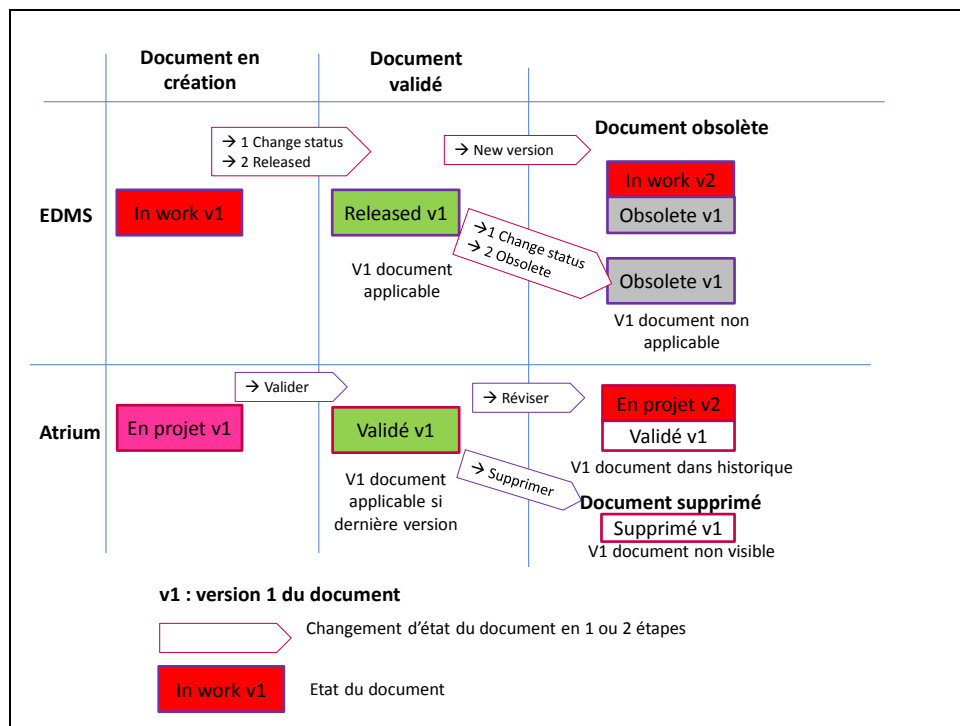 Document en
création
Document
validé
Document obsolète
→ 1 Change status
→ 2 Released
→ New version
EDMS
In work v1
Released v1
In work v2
Obsolete v1
→1 Change status
→ 2 Obsolete
V1 document
applicable
Obsolete v1
V1 document non
applicable
→ Valider
→ Réviser
Atrium
En projet v1
Validé v1
En projet v2
Validé v1
V1 document dans historique
→ Supprimer
V1 document
applicable si
dernière version
Document supprimé
Supprimé v1
V1 document non visible
v1 : version 1 du document
Changement d’état du document en 1 ou 2 étapes
In work v1
Etat du document